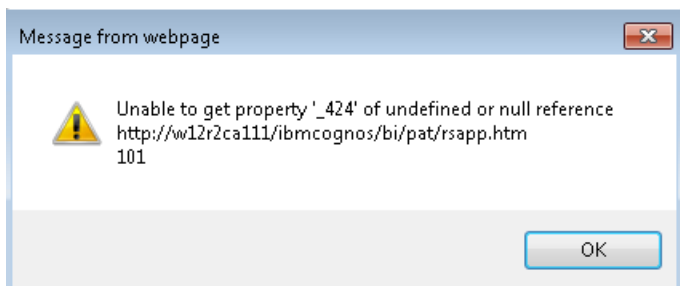 Message from webpage
Unable to get property '_424' of undefined or null reference
http://w12r2ca111/ibmcognos/bi/pat/rsapp.htm
101
OK